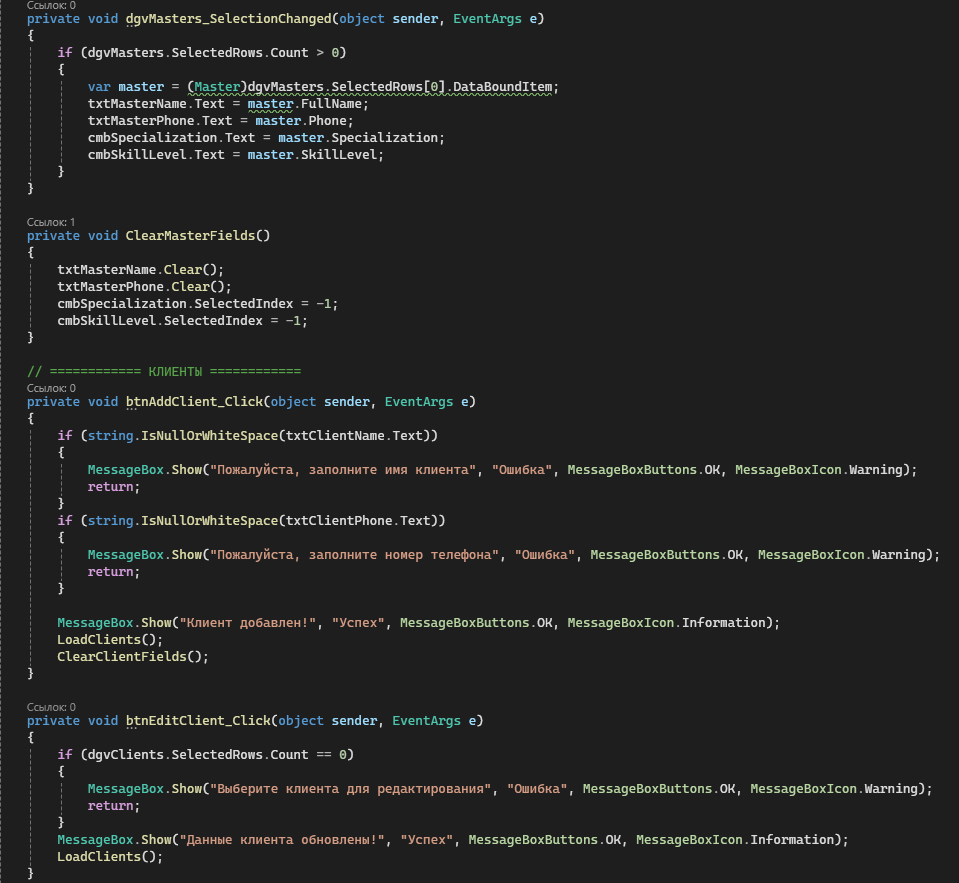 Ссылок: 0
private void dgvMasters_SelectionChanged(object sender, EventArgs e)
{
    if (dgvMasters.SelectedRows.Count > 0)
    {
        var master = (Master)dgvMasters.SelectedRows[0].DataBoundItem;
        txtMasterName.Text = master.FullName;
        txtMasterPhone.Text = master.Phone;
        cmbSpecialization.Text = master.Specialization;
        cmbSkillLevel.Text = master.SkillLevel;
    }
}
Ссылок: 1
private void ClearMasterFields()
{
    txtMasterName.Clear();
    txtMasterPhone.Clear();
    cmbSpecialization.SelectedIndex = -1;
    cmbSkillLevel.SelectedIndex = -1;
}
// ============ КЛИЕНТЫ ============
Ссылок: 0
private void btnAddClient_Click(object sender, EventArgs e)
{
    if (string.IsNullOrWhiteSpace(txtClientName.Text))
    {
        MessageBox.Show("Пожалуйста, заполните имя клиента", "Ошибка", MessageBoxButtons.OK, MessageBoxIcon.Warning);
        return;
    }
    if (string.IsNullOrWhiteSpace(txtClientPhone.Text))
    {
        MessageBox.Show("Пожалуйста, заполните номер телефона", "Ошибка", MessageBoxButtons.OK, MessageBoxIcon.Warning);
        return;
    }
    MessageBox.Show("Клиент добавлен!", "Успех", MessageBoxButtons.OK, MessageBoxIcon.Information);
    LoadClients();
    ClearClientFields();
}
Ссылок: 0
private void btnEditClient_Click(object sender, EventArgs e)
{
    if (dgvClients.SelectedRows.Count == 0)
    {
        MessageBox.Show("Выберите клиента для редактирования", "Ошибка", MessageBoxButtons.OK, MessageBoxIcon.Warning);
        return;
    }
    MessageBox.Show("Данные клиента обновлены!", "Успех", MessageBoxButtons.OK, MessageBoxIcon.Information);
    LoadClients();
}